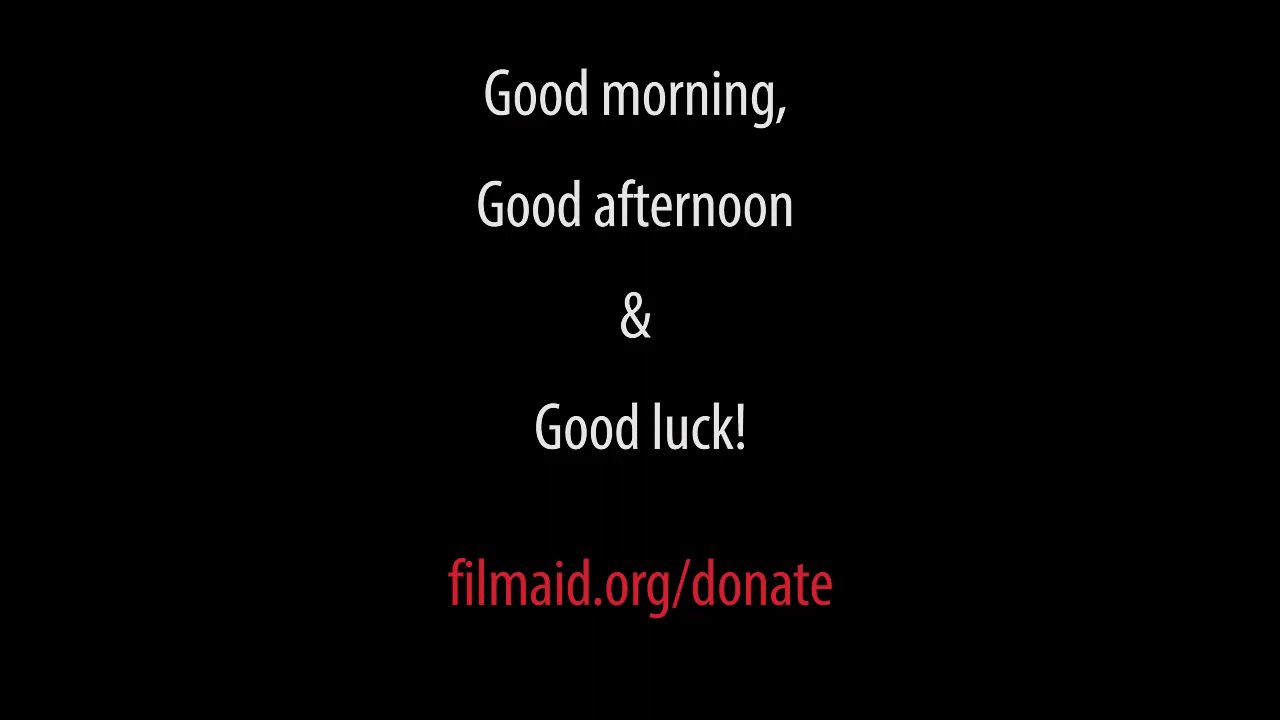 Good morning,
Good afternoon
&
Good luck!
filmaid.org/donate